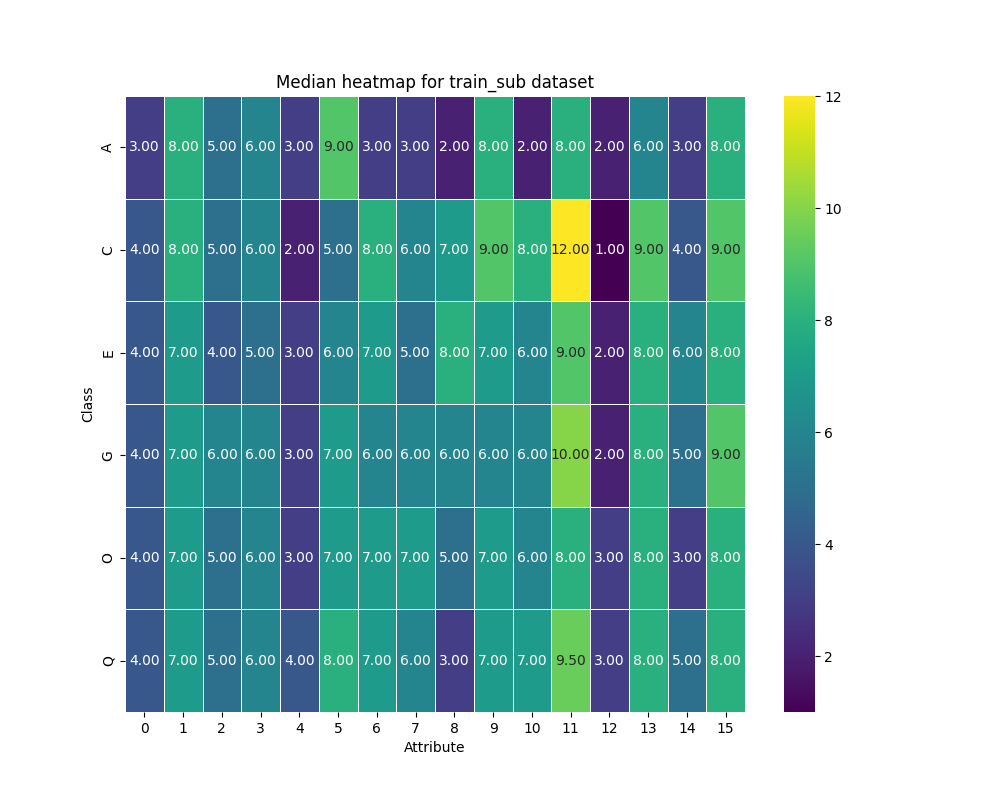 Median heatmap for train_sub dataset
12
10
8
6
4
2
Class
A 3.00 8.00 5.00 6.00 3.00 9.00 3.00 3.00 2.00 8.00 2.00 8.00 2.00 6.00 3.00 8.00
C 4.00 8.00 5.00 6.00 2.00 5.00 8.00 6.00 7.00 9.00 8.00 12.00 1.00 9.00 4.00 9.00
E 4.00 7.00 4.00 5.00 3.00 6.00 7.00 5.00 8.00 7.00 6.00 9.00 2.00 8.00 6.00 8.00
G 4.00 7.00 6.00 6.00 3.00 7.00 6.00 6.00 6.00 6.00 6.00 10.00 2.00 8.00 5.00 9.00
O 4.00 7.00 5.00 6.00 3.00 7.00 7.00 7.00 5.00 7.00 6.00 8.00 3.00 8.00 3.00 8.00
Q 4.00 7.00 5.00 6.00 4.00 8.00 7.00 6.00 3.00 7.00 7.00 9.50 3.00 8.00 5.00 8.00
0 1 2 3 4 5 6 7 8 9 10 11 12 13 14 15
Attribute